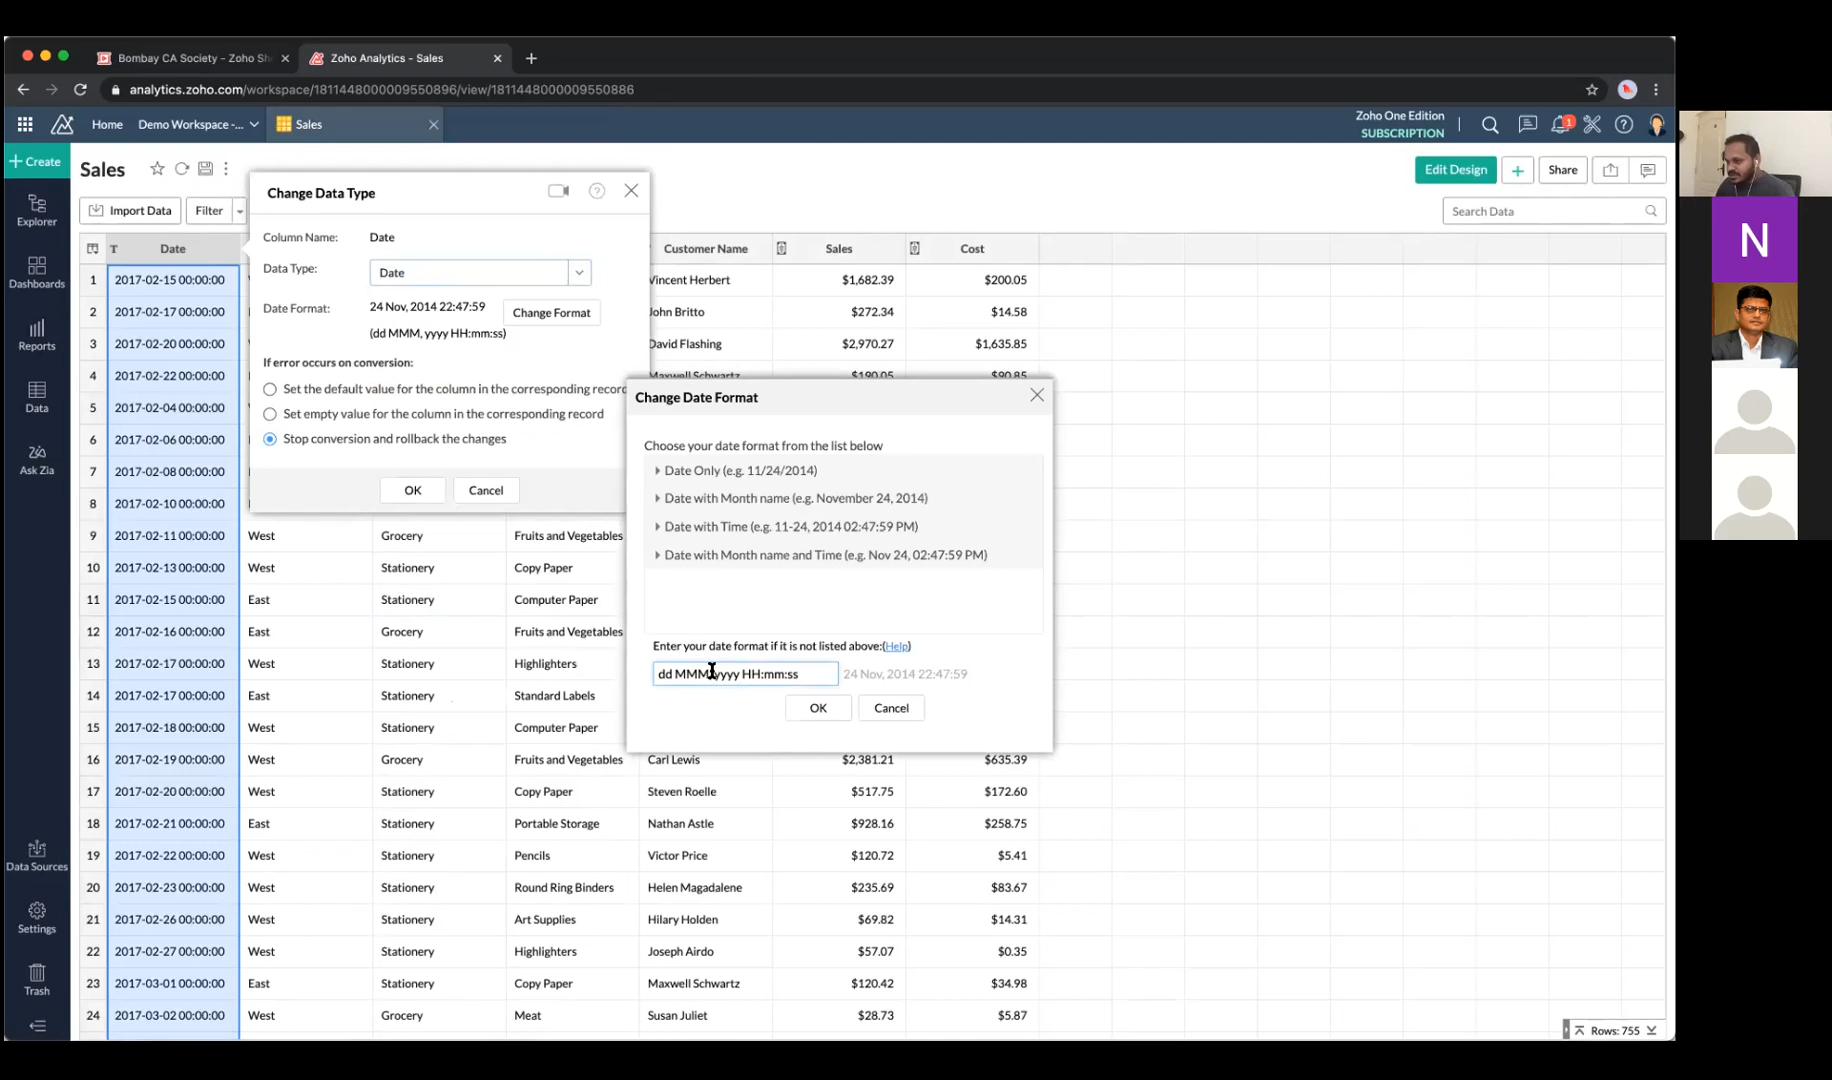 Bombay CA Society - Zoho Sh
Zoho Analytics - Sales
analytics.zoho.com/workspace/1811448000009550896/view/1811448000009550886
Home
Demo Workspace -...
Sales
Zoho One Edition
SUBSCRIPTION
1
Create
Explorer
Dashboards
Reports
Data
Ask Zia
Data Sources
Settings
Trash
Sales
Edit Design
Share
Import Data
Filter
Search Data
Change Data Type
Column Name: Date
Data Type: Date
Date Format: 24 Nov, 2014 22:47:59 Change Format
(dd MMM, yyyy HH:mm:ss)
If error occurs on conversion:
Set the default value for the column in the corresponding record
Set empty value for the column in the corresponding record
Stop conversion and rollback the changes
OK Cancel
Change Date Format
Choose your date format from the list below
Date Only (e.g. 11/24/2014)
Date with Month name (e.g. November 24, 2014)
Date with Time (e.g. 11-24, 2014 02:47:59 PM)
Date with Month name and Time (e.g. Nov 24, 02:47:59 PM)
Enter your date format if it is not listed above:(Help)
dd MMM, yyyy HH:mm:ss 24 Nov, 2014 22:47:59
OK Cancel
T Date Customer Name Sales Cost
1 2017-02-15 00:00:00 Vincent Herbert $1,682.39 $200.05
2 2017-02-17 00:00:00 John Britto $272.34 $14.58
3 2017-02-20 00:00:00 David Flashing $2,970.27 $1,635.85
4 2017-02-22 00:00:00 Maxwell Schwartz $190.05 $90.85
5 2017-02-04 00:00:00
6 2017-02-06 00:00:00
7 2017-02-08 00:00:00
8 2017-02-10 00:00:00
9 2017-02-11 00:00:00 West Grocery Fruits and Vegetables
10 2017-02-13 00:00:00 West Stationery Copy Paper
11 2017-02-15 00:00:00 East Stationery Computer Paper
12 2017-02-16 00:00:00 East Grocery Fruits and Vegetables
13 2017-02-17 00:00:00 West Stationery Highlighters
14 2017-02-17 00:00:00 East Stationery Standard Labels
15 2017-02-18 00:00:00 West Stationery Computer Paper
16 2017-02-19 00:00:00 West Grocery Fruits and Vegetables Carl Lewis $2,381.21 $635.39
17 2017-02-20 00:00:00 West Stationery Copy Paper Steven Roelle $517.75 $172.60
18 2017-02-21 00:00:00 East Stationery Portable Storage Nathan Astle $928.16 $258.75
19 2017-02-22 00:00:00 West Stationery Pencils Victor Price $120.72 $5.41
20 2017-02-23 00:00:00 West Stationery Round Ring Binders Helen Magadalene $235.69 $83.67
21 2017-02-26 00:00:00 West Stationery Art Supplies Hilary Holden $69.82 $14.31
22 2017-02-27 00:00:00 West Stationery Highlighters Joseph Airdo $57.07 $0.35
23 2017-03-01 00:00:00 East Stationery Copy Paper Maxwell Schwartz $120.42 $34.98
24 2017-03-02 00:00:00 West Grocery Meat Susan Juliet $28.73 $5.87
Rows: 755
N